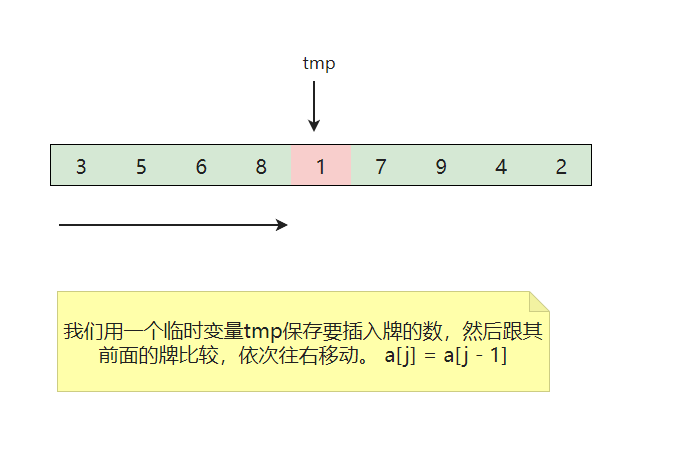 tmp
3 5 6 8 1 7 9 4 2
我们用一个临时变量tmp保存要插入牌的数，然后跟其
前面的牌比较，依次往右移动。 a[j] = a[j - 1]